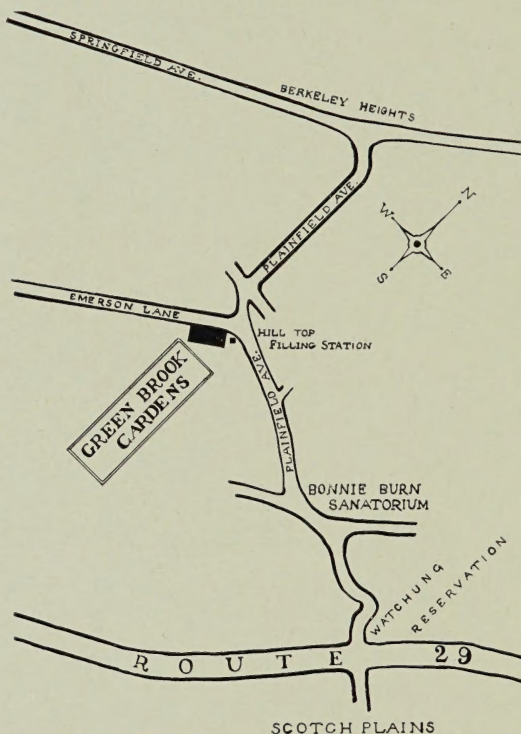 SPRINGFIELD AVE.
BERKELEY HEIGHTS
PLAINFIELD AVE.
N
W
S
E
EMERSON LANE
HILL TOP
FILLING STATION
GREEN BROOK
GARDENS
PLAINFIELD AVE.
BONNIE BURN
SANATORIUM
WATCHUNG
RESERVATION
ROUTE 29
SCOTCH PLAINS